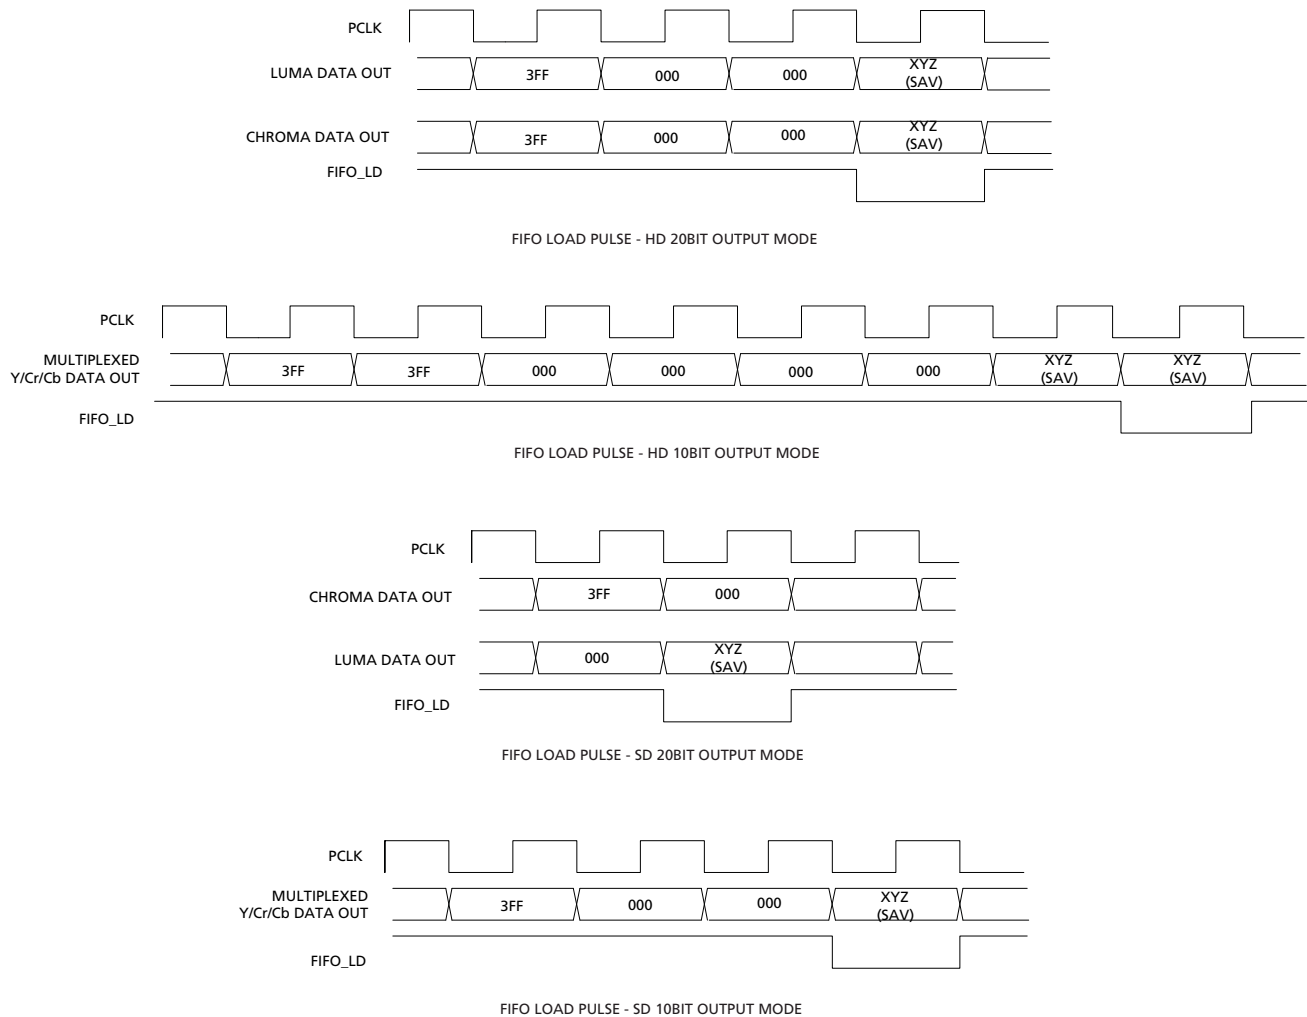 PCLK
LUMA DATA OUT
3FF
000
000
XYZ
(SAV)
CHROMA DATA OUT
3FF
000
000
XYZ
(SAV)
FIFO_LD
FIFO LOAD PULSE - HD 20BIT OUTPUT MODE
PCLK
MULTIPLEXED
Y/Cr/Cb DATA OUT
3FF
3FF
000
000
000
000
XYZ
(SAV)
XYZ
(SAV)
FIFO_LD
FIFO LOAD PULSE - HD 10BIT OUTPUT MODE
PCLK
CHROMA DATA OUT
3FF
000
LUMA DATA OUT
000
XYZ
(SAV)
FIFO_LD
FIFO LOAD PULSE - SD 20BIT OUTPUT MODE
PCLK
MULTIPLEXED
Y/Cr/Cb DATA OUT
3FF
000
000
XYZ
(SAV)
FIFO_LD
FIFO LOAD PULSE - SD 10BIT OUTPUT MODE